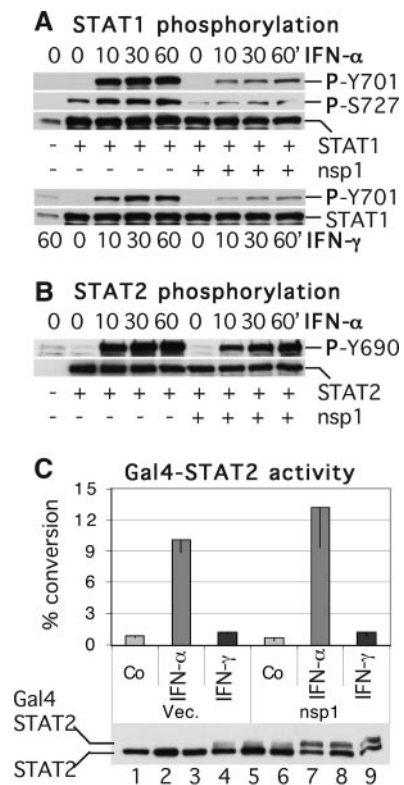 A STAT1 phosphorylation
0 0 10 30 60 0 10 30 60' IFN-α
P-Y701
P-S727
STAT1
- + + + + + + + +
nsp1
- - - - - + + + +
P-Y701
STAT1
60 0 10 30 60 0 10 30 60' IFN-γ
B STAT2 phosphorylation
0 0 10 30 60 0 10 30 60' IFN-α
P-Y690
STAT2
- + + + + + + + +
nsp1
- - - - - + + + +
C Gal4-STAT2 activity
% conversion
15
12
9
6
3
0
Co IFN-α IFN-γ Co IFN-α IFN-γ
Vec. nsp1
Gal4
STAT2
STAT2
1 2 3 4 5 6 7 8 9